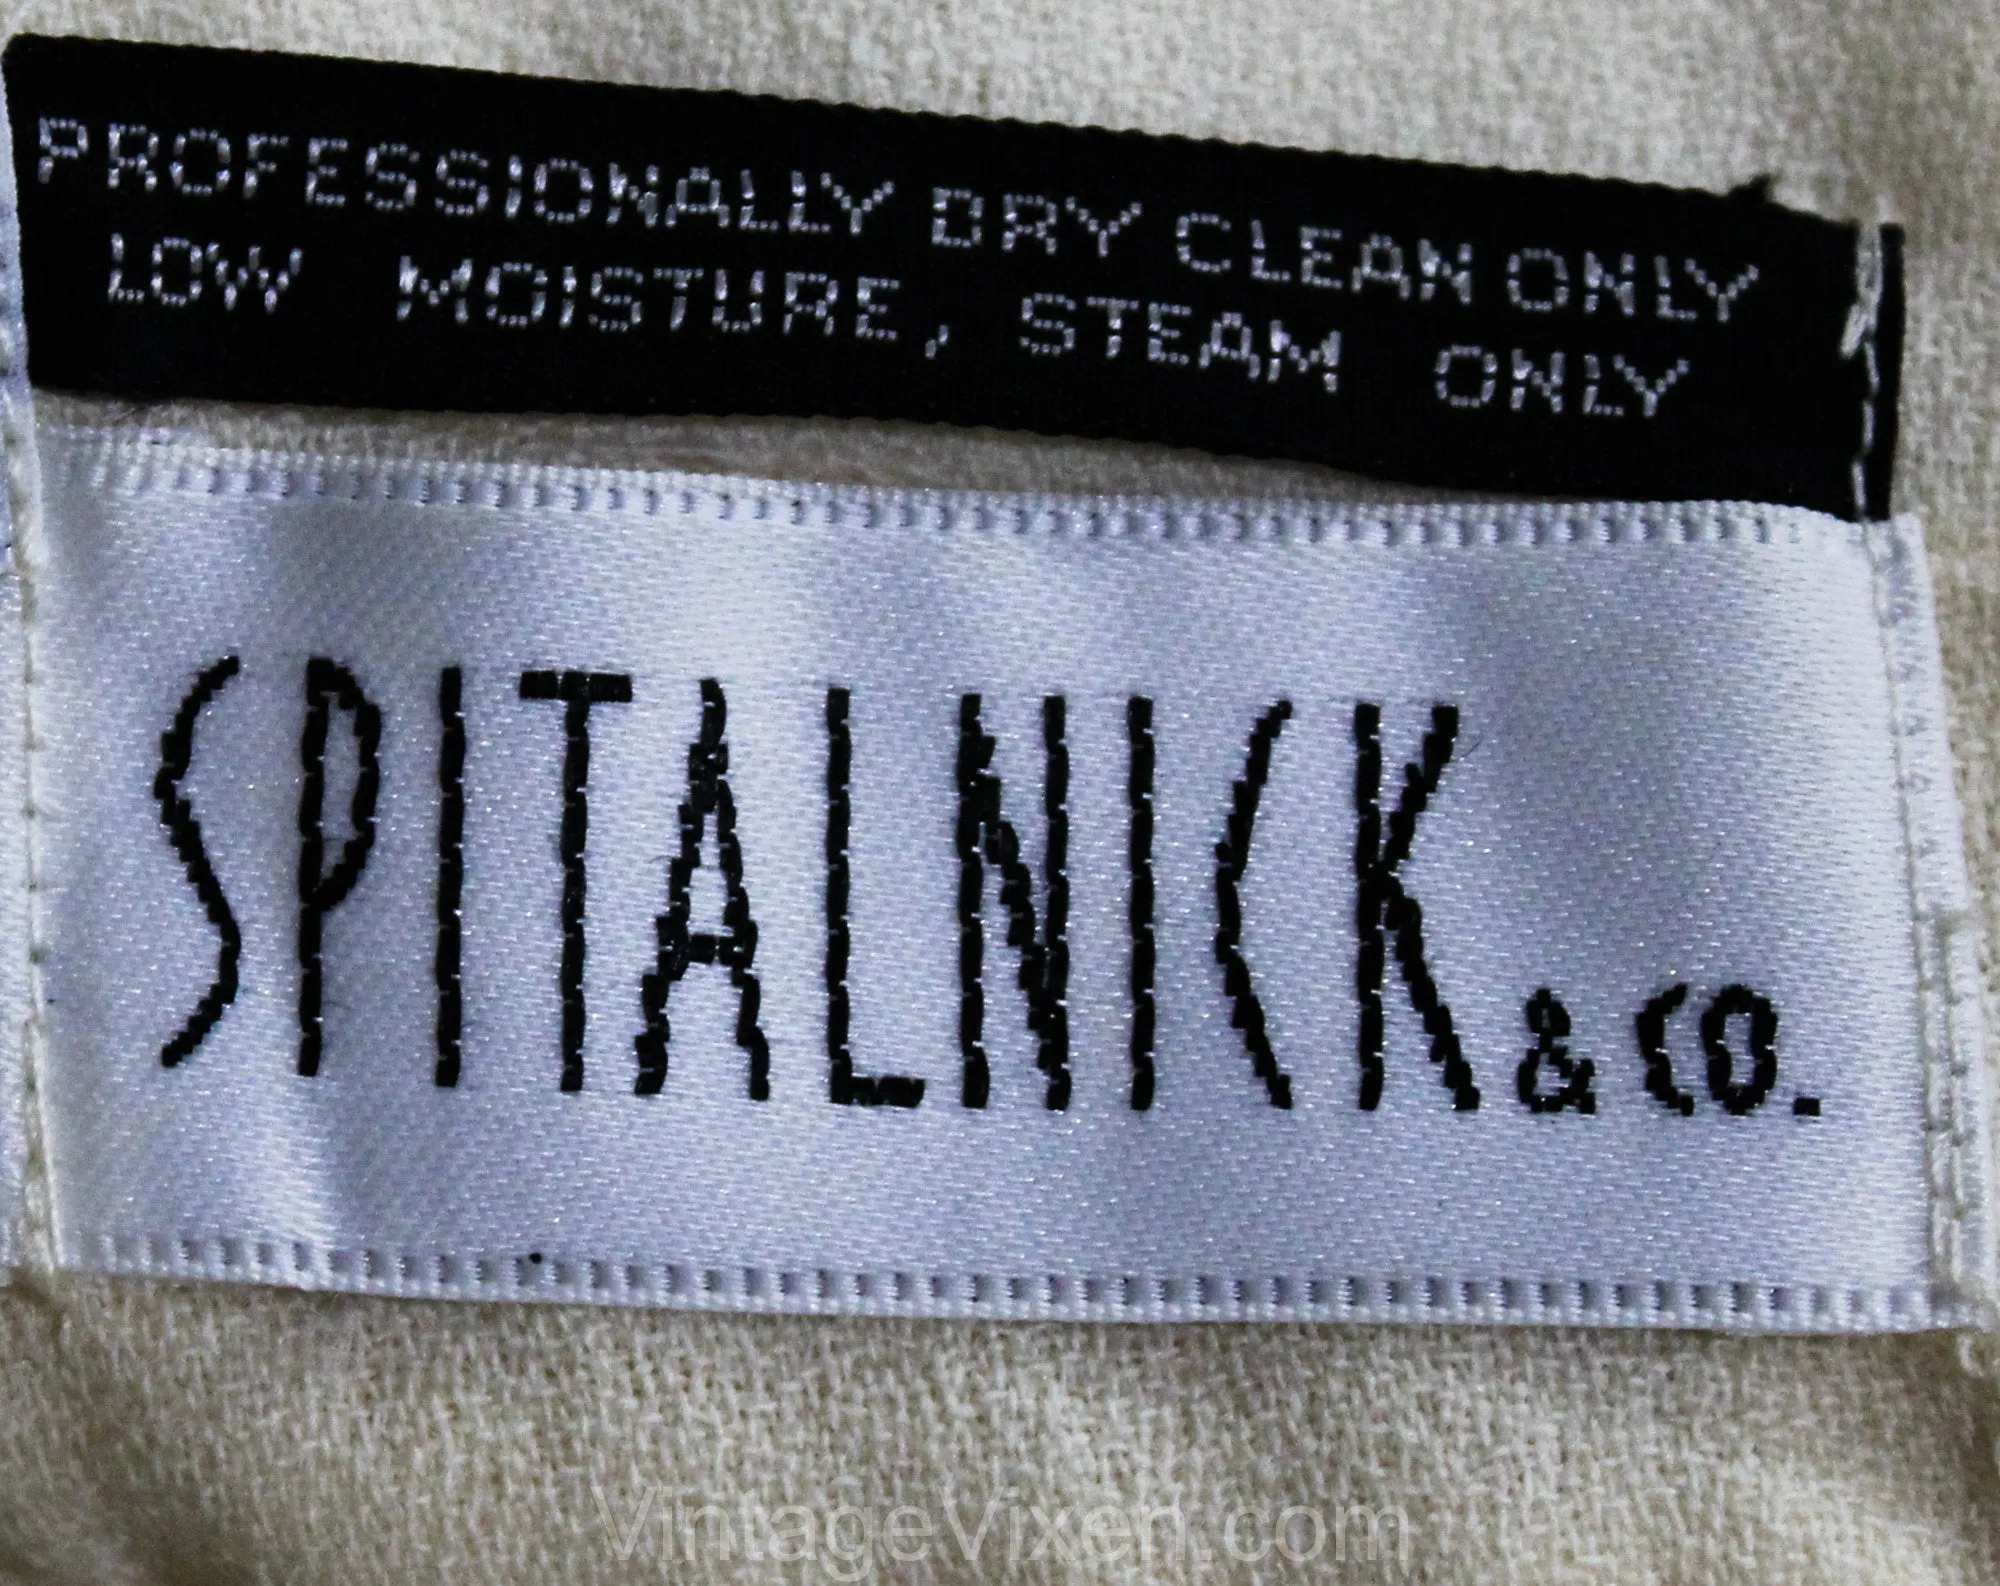 PROFESSIONALLY DRY CLEAN ONLY
LOW MOISTURE, STEAM ONLY
SPITALNICK & CO.
VintageVixen.com